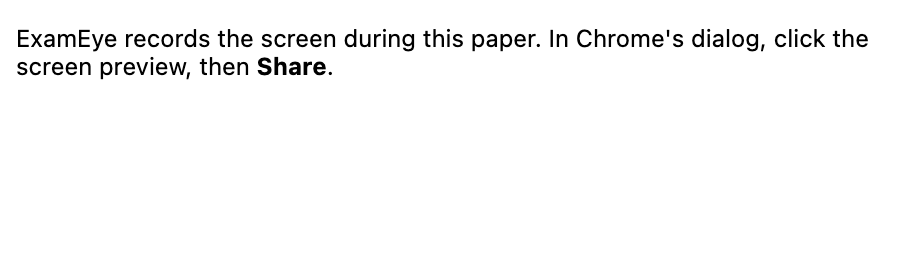 ExamEye records the screen during this paper. In Chrome's dialog, click the
screen preview, then Share.